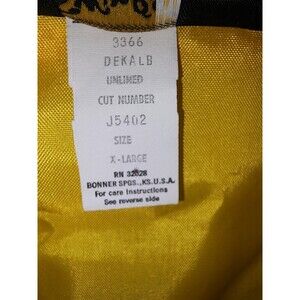 3366
DEKALB
UNLINED
CUT NUMBER
J5402
SIZE
X-LARGE
RN 32828
BONNER SPGS.,KS.U.S.A.
For care instructions
See reverse side